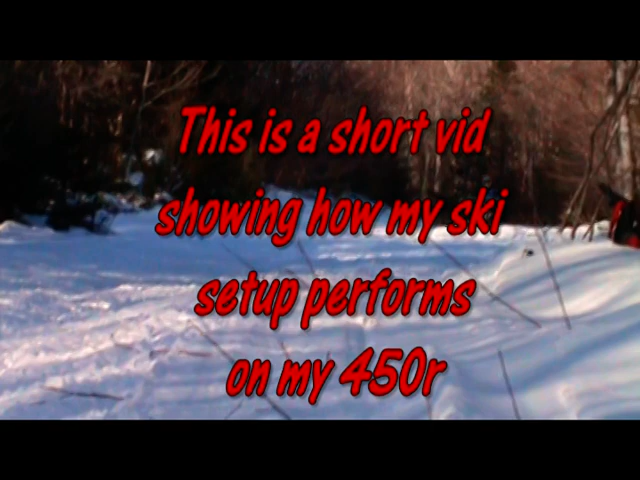 This is a short vid
showing how my ski
setup performs
on my 450r